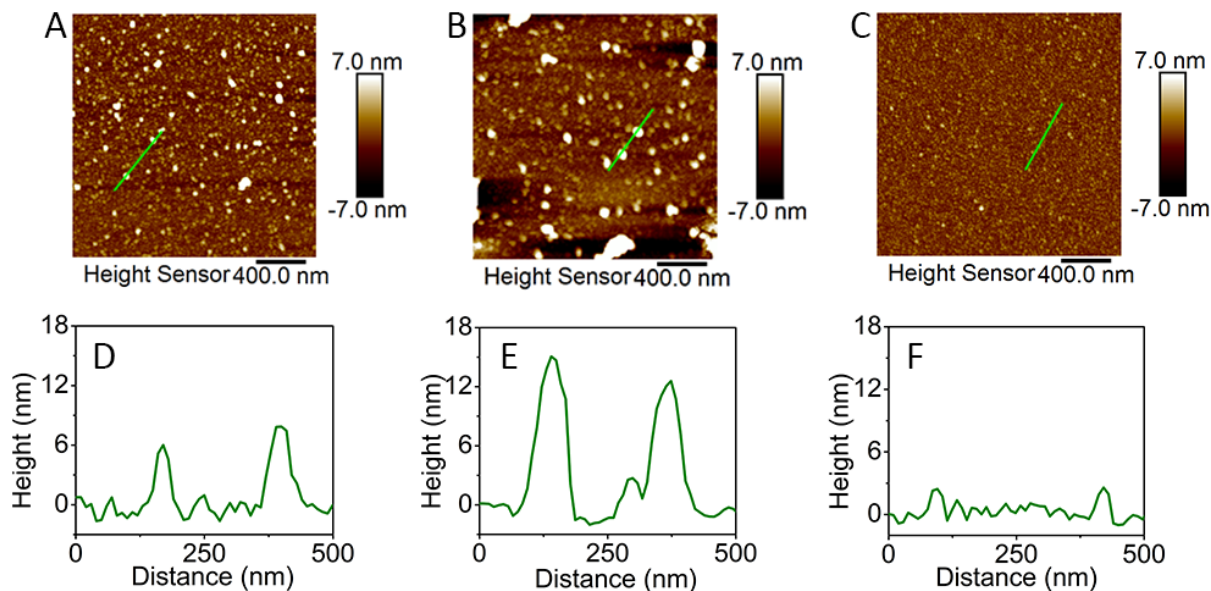 A
7.0 nm
-7.0 nm
Height Sensor 400.0 nm
B
7.0 nm
-7.0 nm
Height Sensor 400.0 nm
C
7.0 nm
-7.0 nm
Height Sensor 400.0 nm
D
18
12
6
0
Height (nm)
0 250 500
Distance (nm)
E
18
12
6
0
Height (nm)
0 250 500
Distance (nm)
F
18
12
6
0
Height (nm)
0 250 500
Distance (nm)